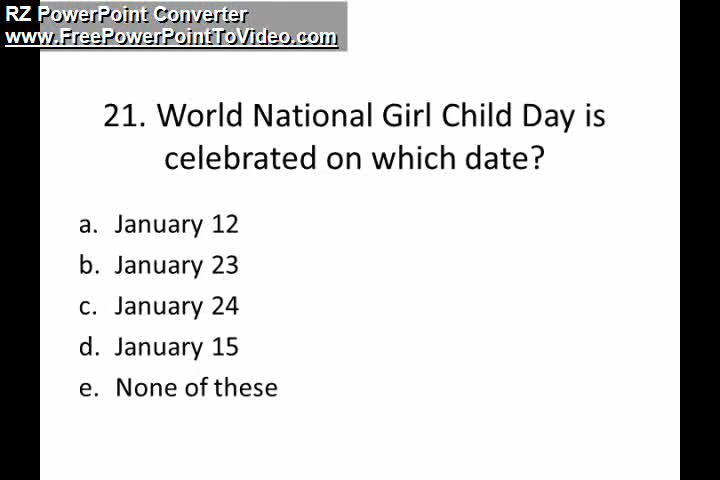 RZ PowerPoint Converter
www.FreePowerPointToVideo.com
21. World National Girl Child Day is
celebrated on which date?
a. January 12
b. January 23
c. January 24
d. January 15
e. None of these